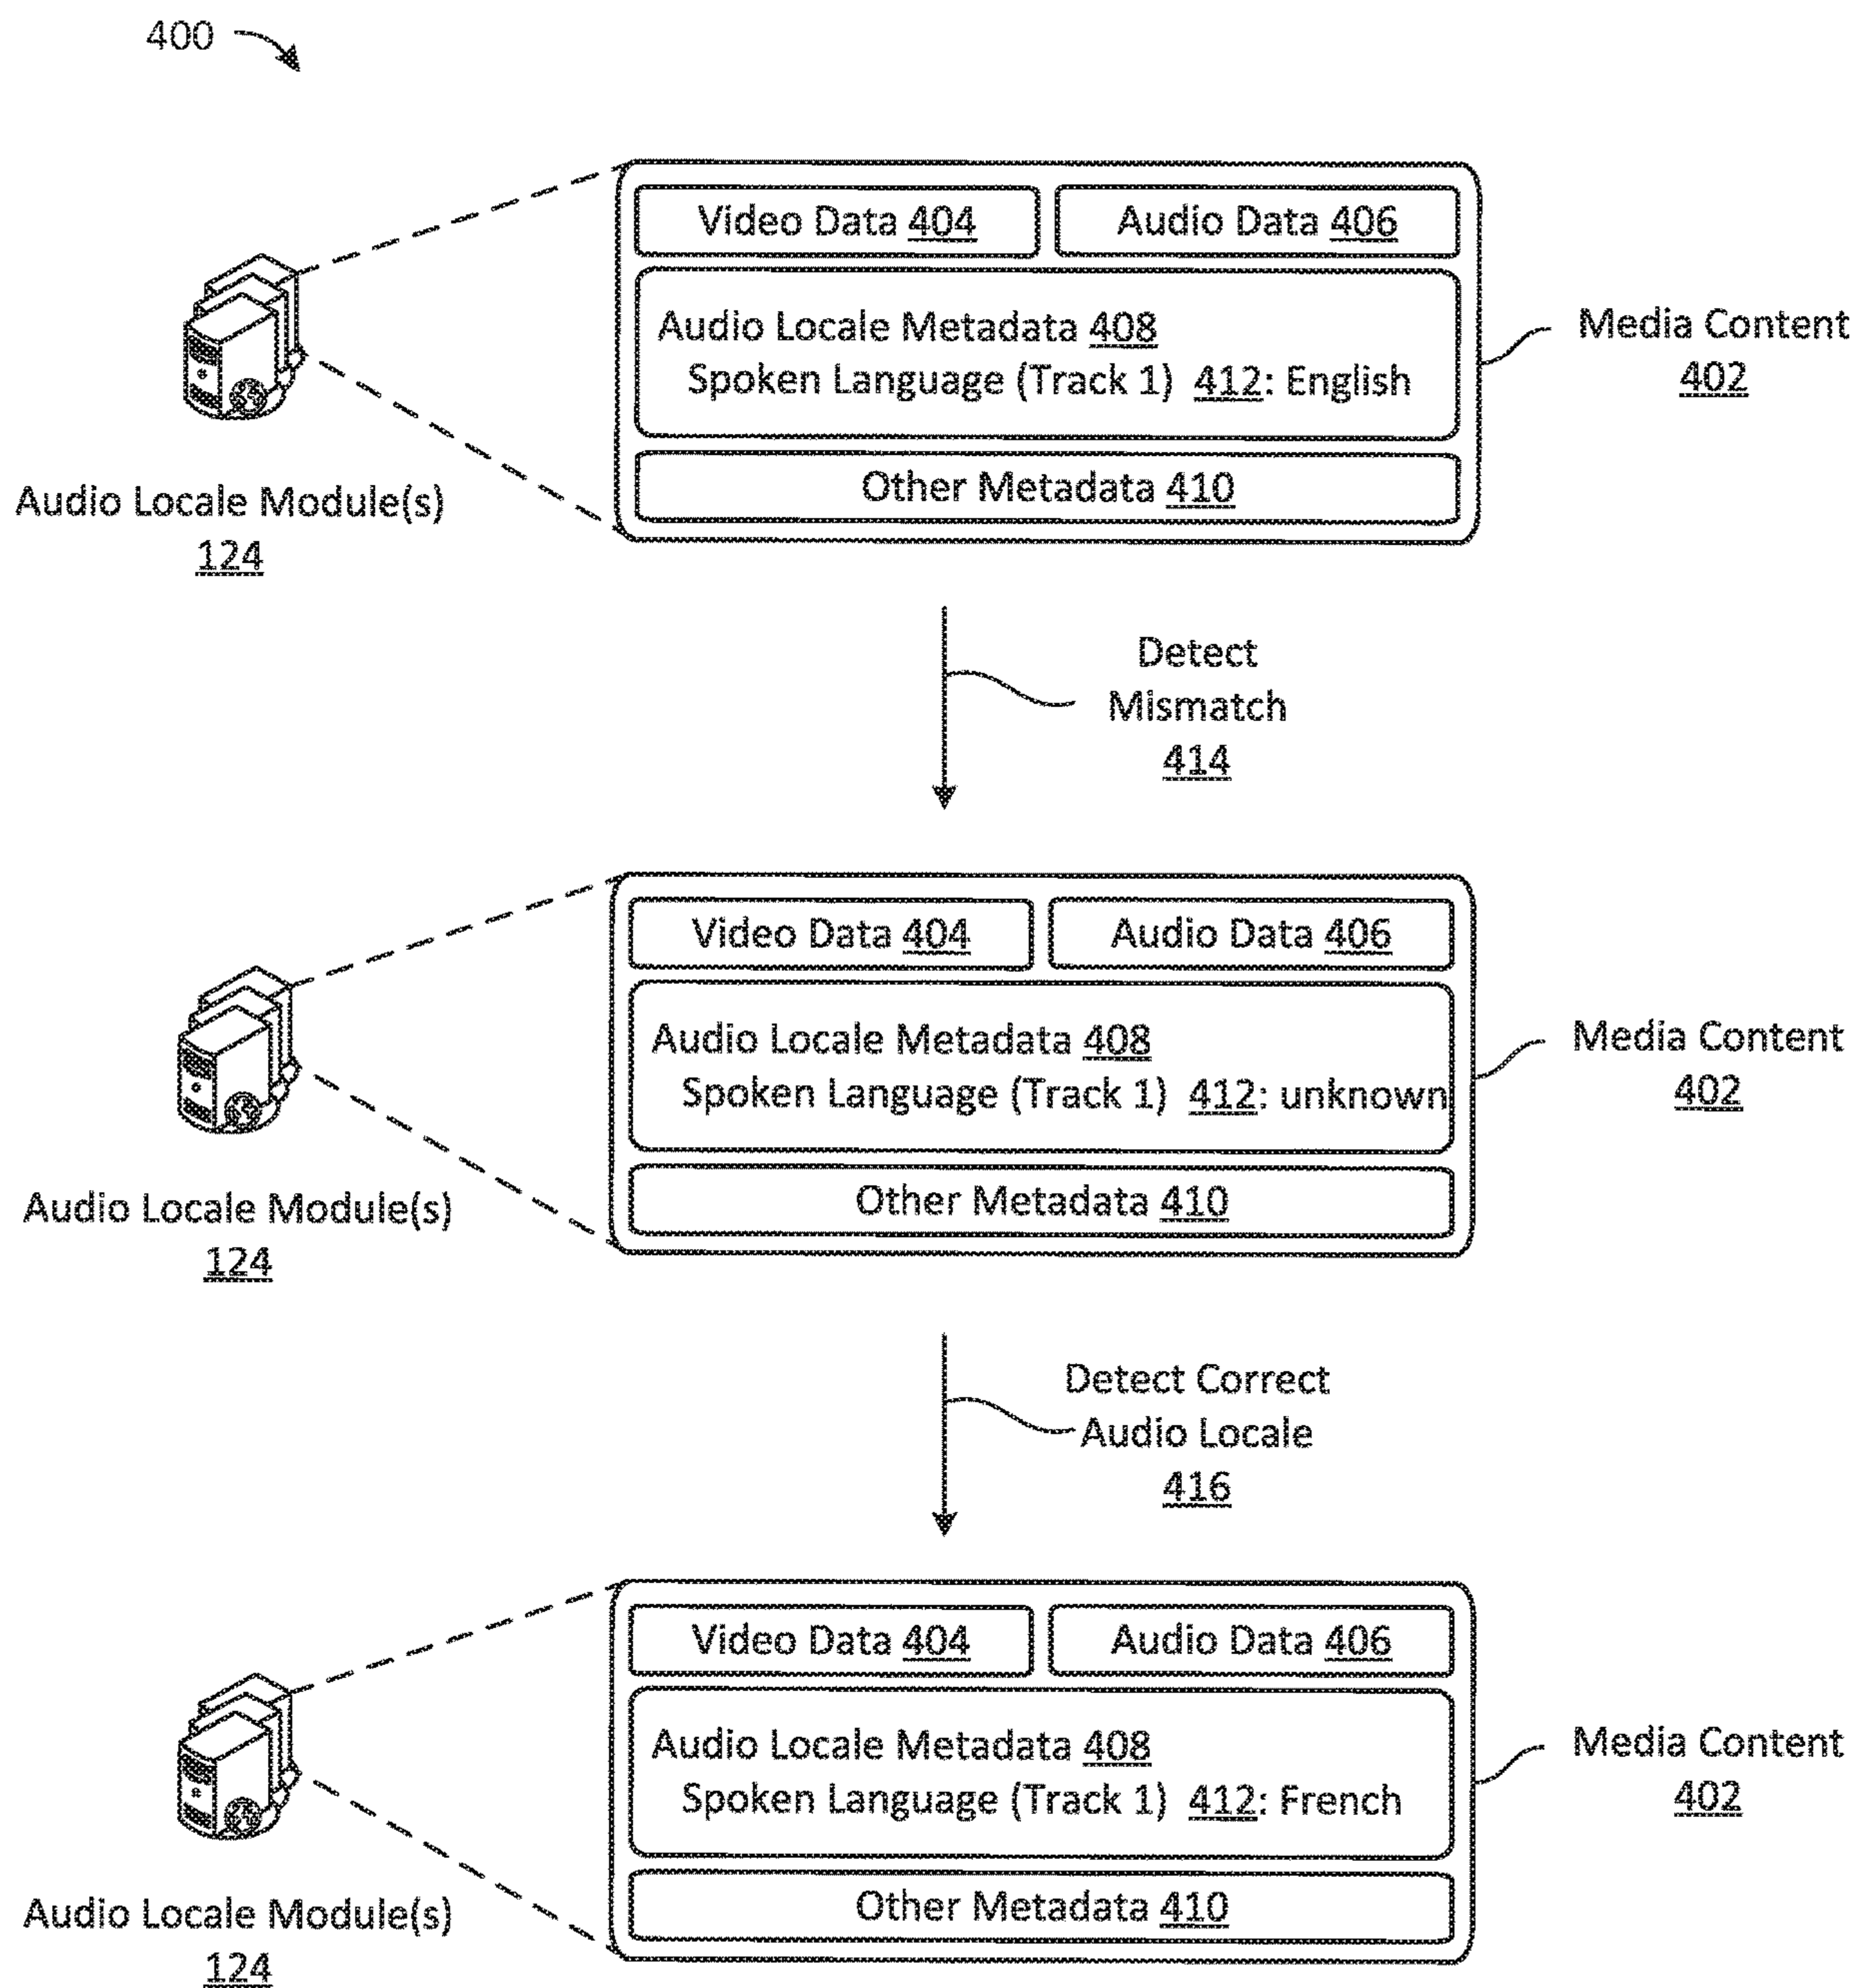 400
Video Data 404
Audio Data 406
Audio Locale Metadata 408
Spoken Language (Track 1) 412: English
Other Metadata 410
Media Content
402
Audio Locale Module(s)
124
Detect
Mismatch
414
Video Data 404
Audio Data 406
Audio Locale Metadata 408
Spoken Language (Track 1) 412: unknown
Other Metadata 410
Media Content
402
Audio Locale Module(s)
124
Detect Correct
Audio Locale
416
Video Data 404
Audio Data 406
Audio Locale Metadata 408
Spoken Language (Track 1) 412: French
Other Metadata 410
Media Content
402
Audio Locale Module(s)
124